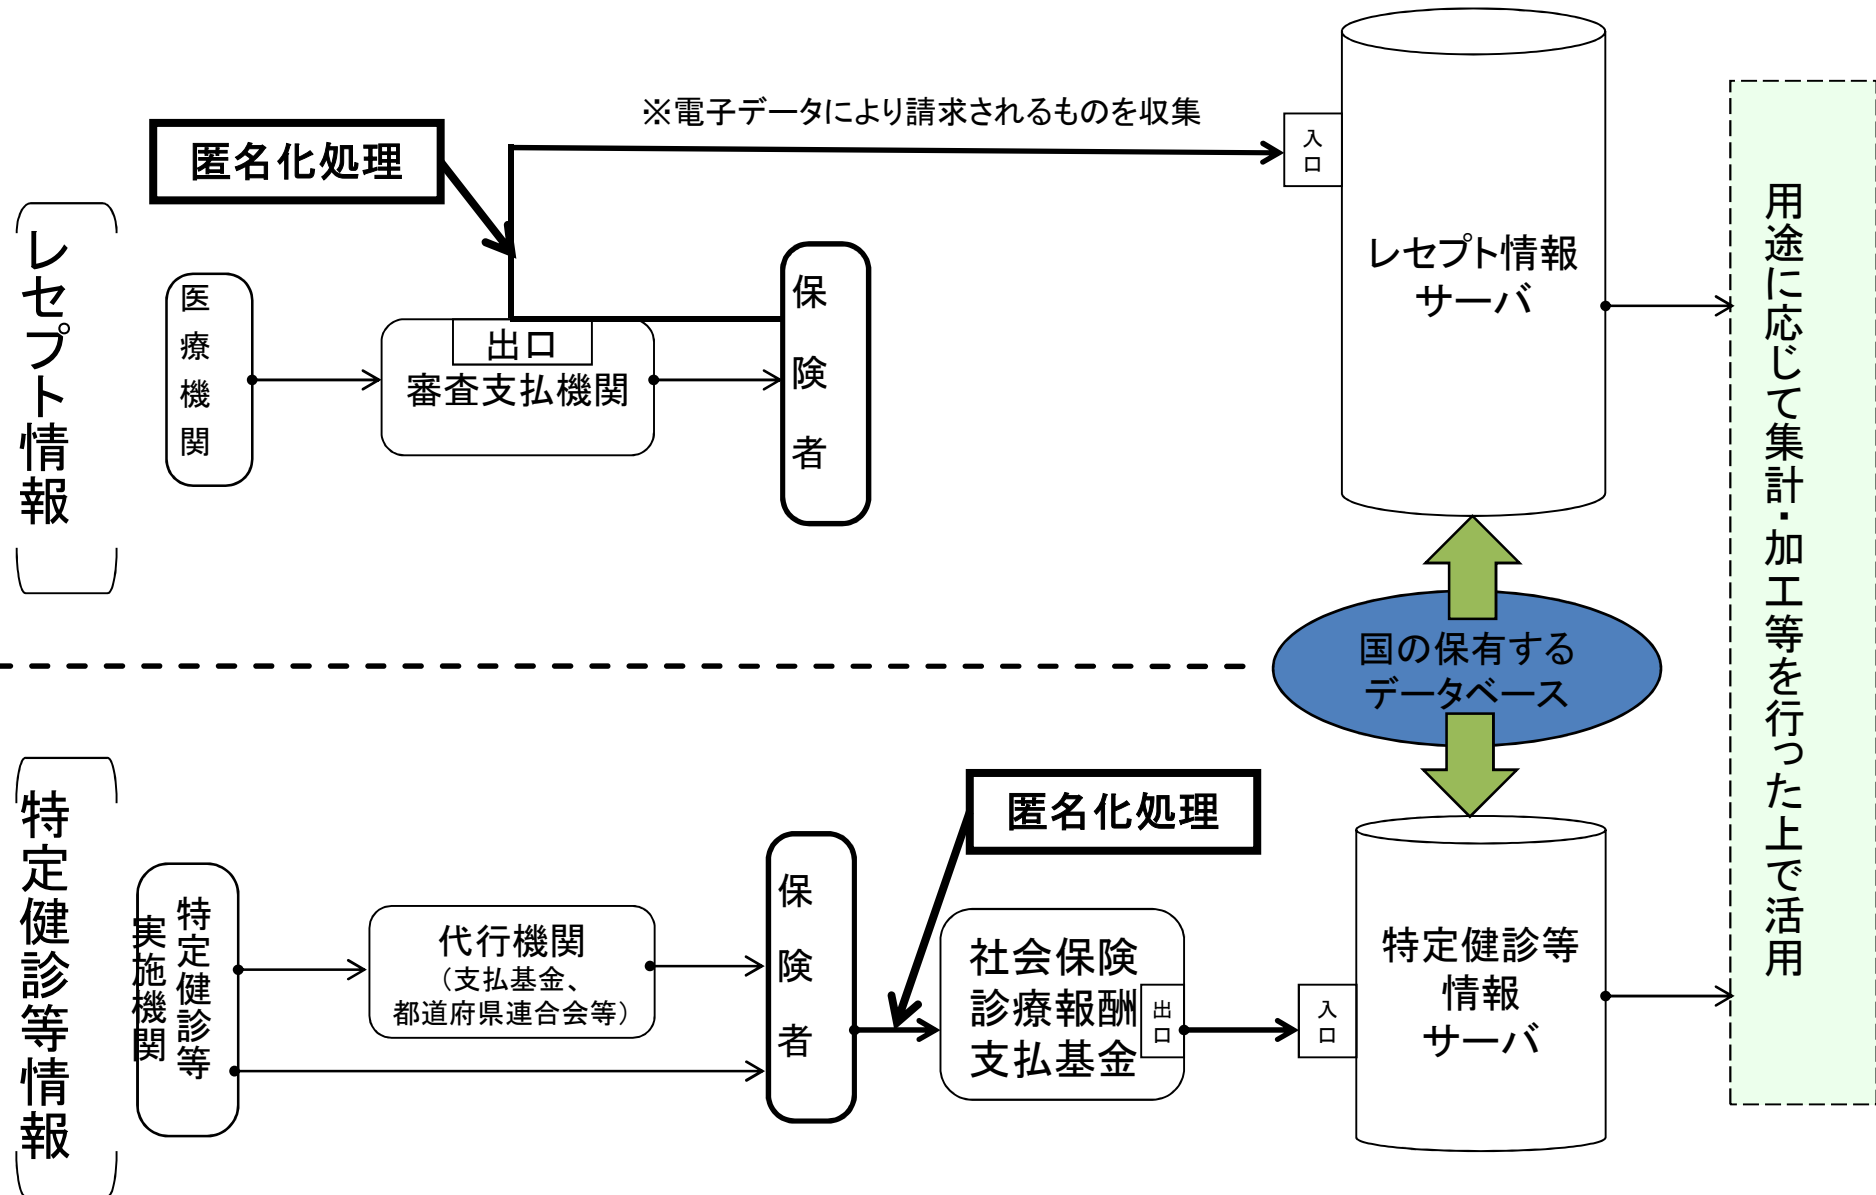 ※電子データにより請求されるものを収集
匿名化処理
入口
レセプト情報
医療機関
出口
審査支払機関
保険者
レセプト情報
サーバ
用途に応じて集計・加工等を行った上で活用
国の保有する
データベース
特定健診等情報
特定健診等
実施機関
代行機関
（支払基金、
都道府県連合会等）
保険者
匿名化処理
社会保険
診療報酬
支払基金
出口
入口
特定健診等
情報
サーバ